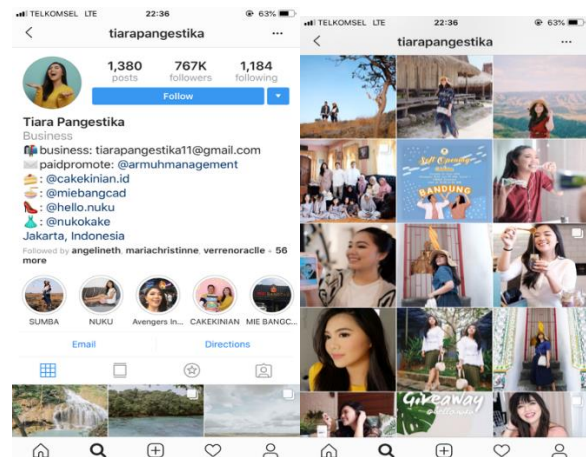 TELKOMSEL LTE 22:36 63%
tiarapangestika
1,380 767K 1,184
posts followers following
Follow
Tiara Pangestika
Business
business: tiarapangestika11@gmail.com
paidpromote: @armuhmanagement
: @cakekinian.id
: @miebangcad
: @hello.nuku
: @nukokake
Jakarta, Indonesia
Followed by angelineth, mariachristinne, verrenoraclle + 56
more
SUMBA NUKU Avengers In... CAKEKINIAN MIE BANGC...
Email Directions
TELKOMSEL LTE 22:36 63%
tiarapangestika
Soft Opening
BANDUNG
Giveaway